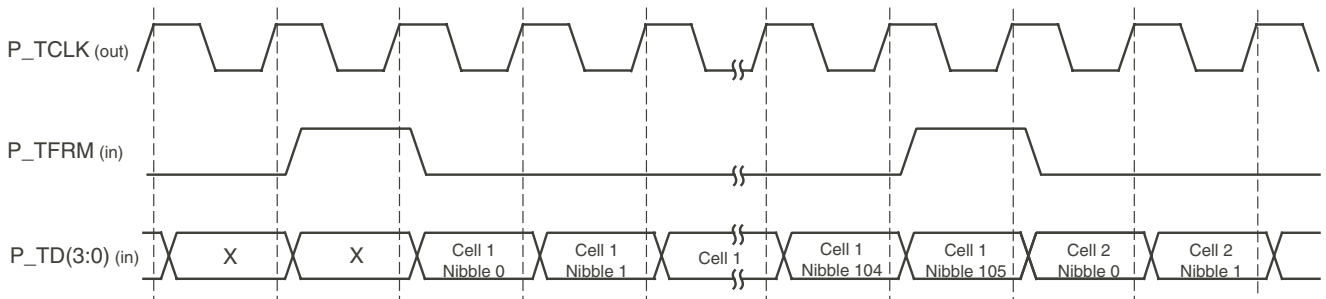 P_TCLK (out)
P_TFRM (in)
P_TD(3:0) (in)
X
X
Cell 1
Nibble 0
Cell 1
Nibble 1
Cell 1
Cell 1
Nibble 104
Cell 1
Nibble 105
Cell 2
Nibble 0
Cell 2
Nibble 1